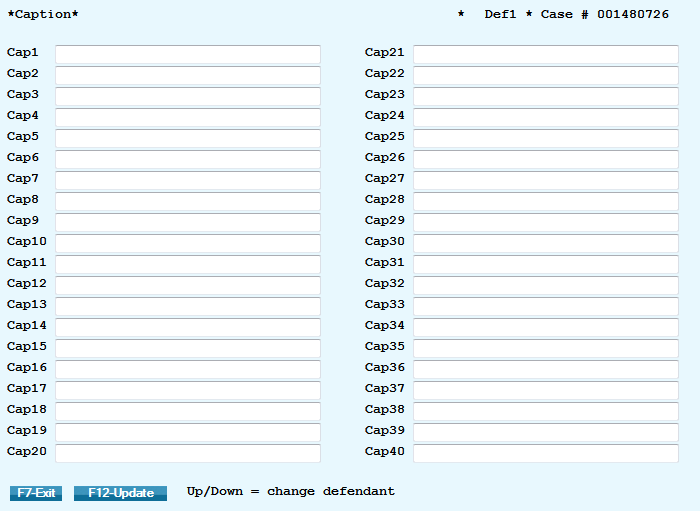 *Caption* * Def1 * Case # 001480726
Cap1 Cap21
Cap2 Cap22
Cap3 Cap23
Cap4 Cap24
Cap5 Cap25
Cap6 Cap26
Cap7 Cap27
Cap8 Cap28
Cap9 Cap29
Cap10 Cap30
Cap11 Cap31
Cap12 Cap32
Cap13 Cap33
Cap14 Cap34
Cap15 Cap35
Cap16 Cap36
Cap17 Cap37
Cap18 Cap38
Cap19 Cap39
Cap20 Cap40
F7-Exit F12-Update Up/Down = change defendant